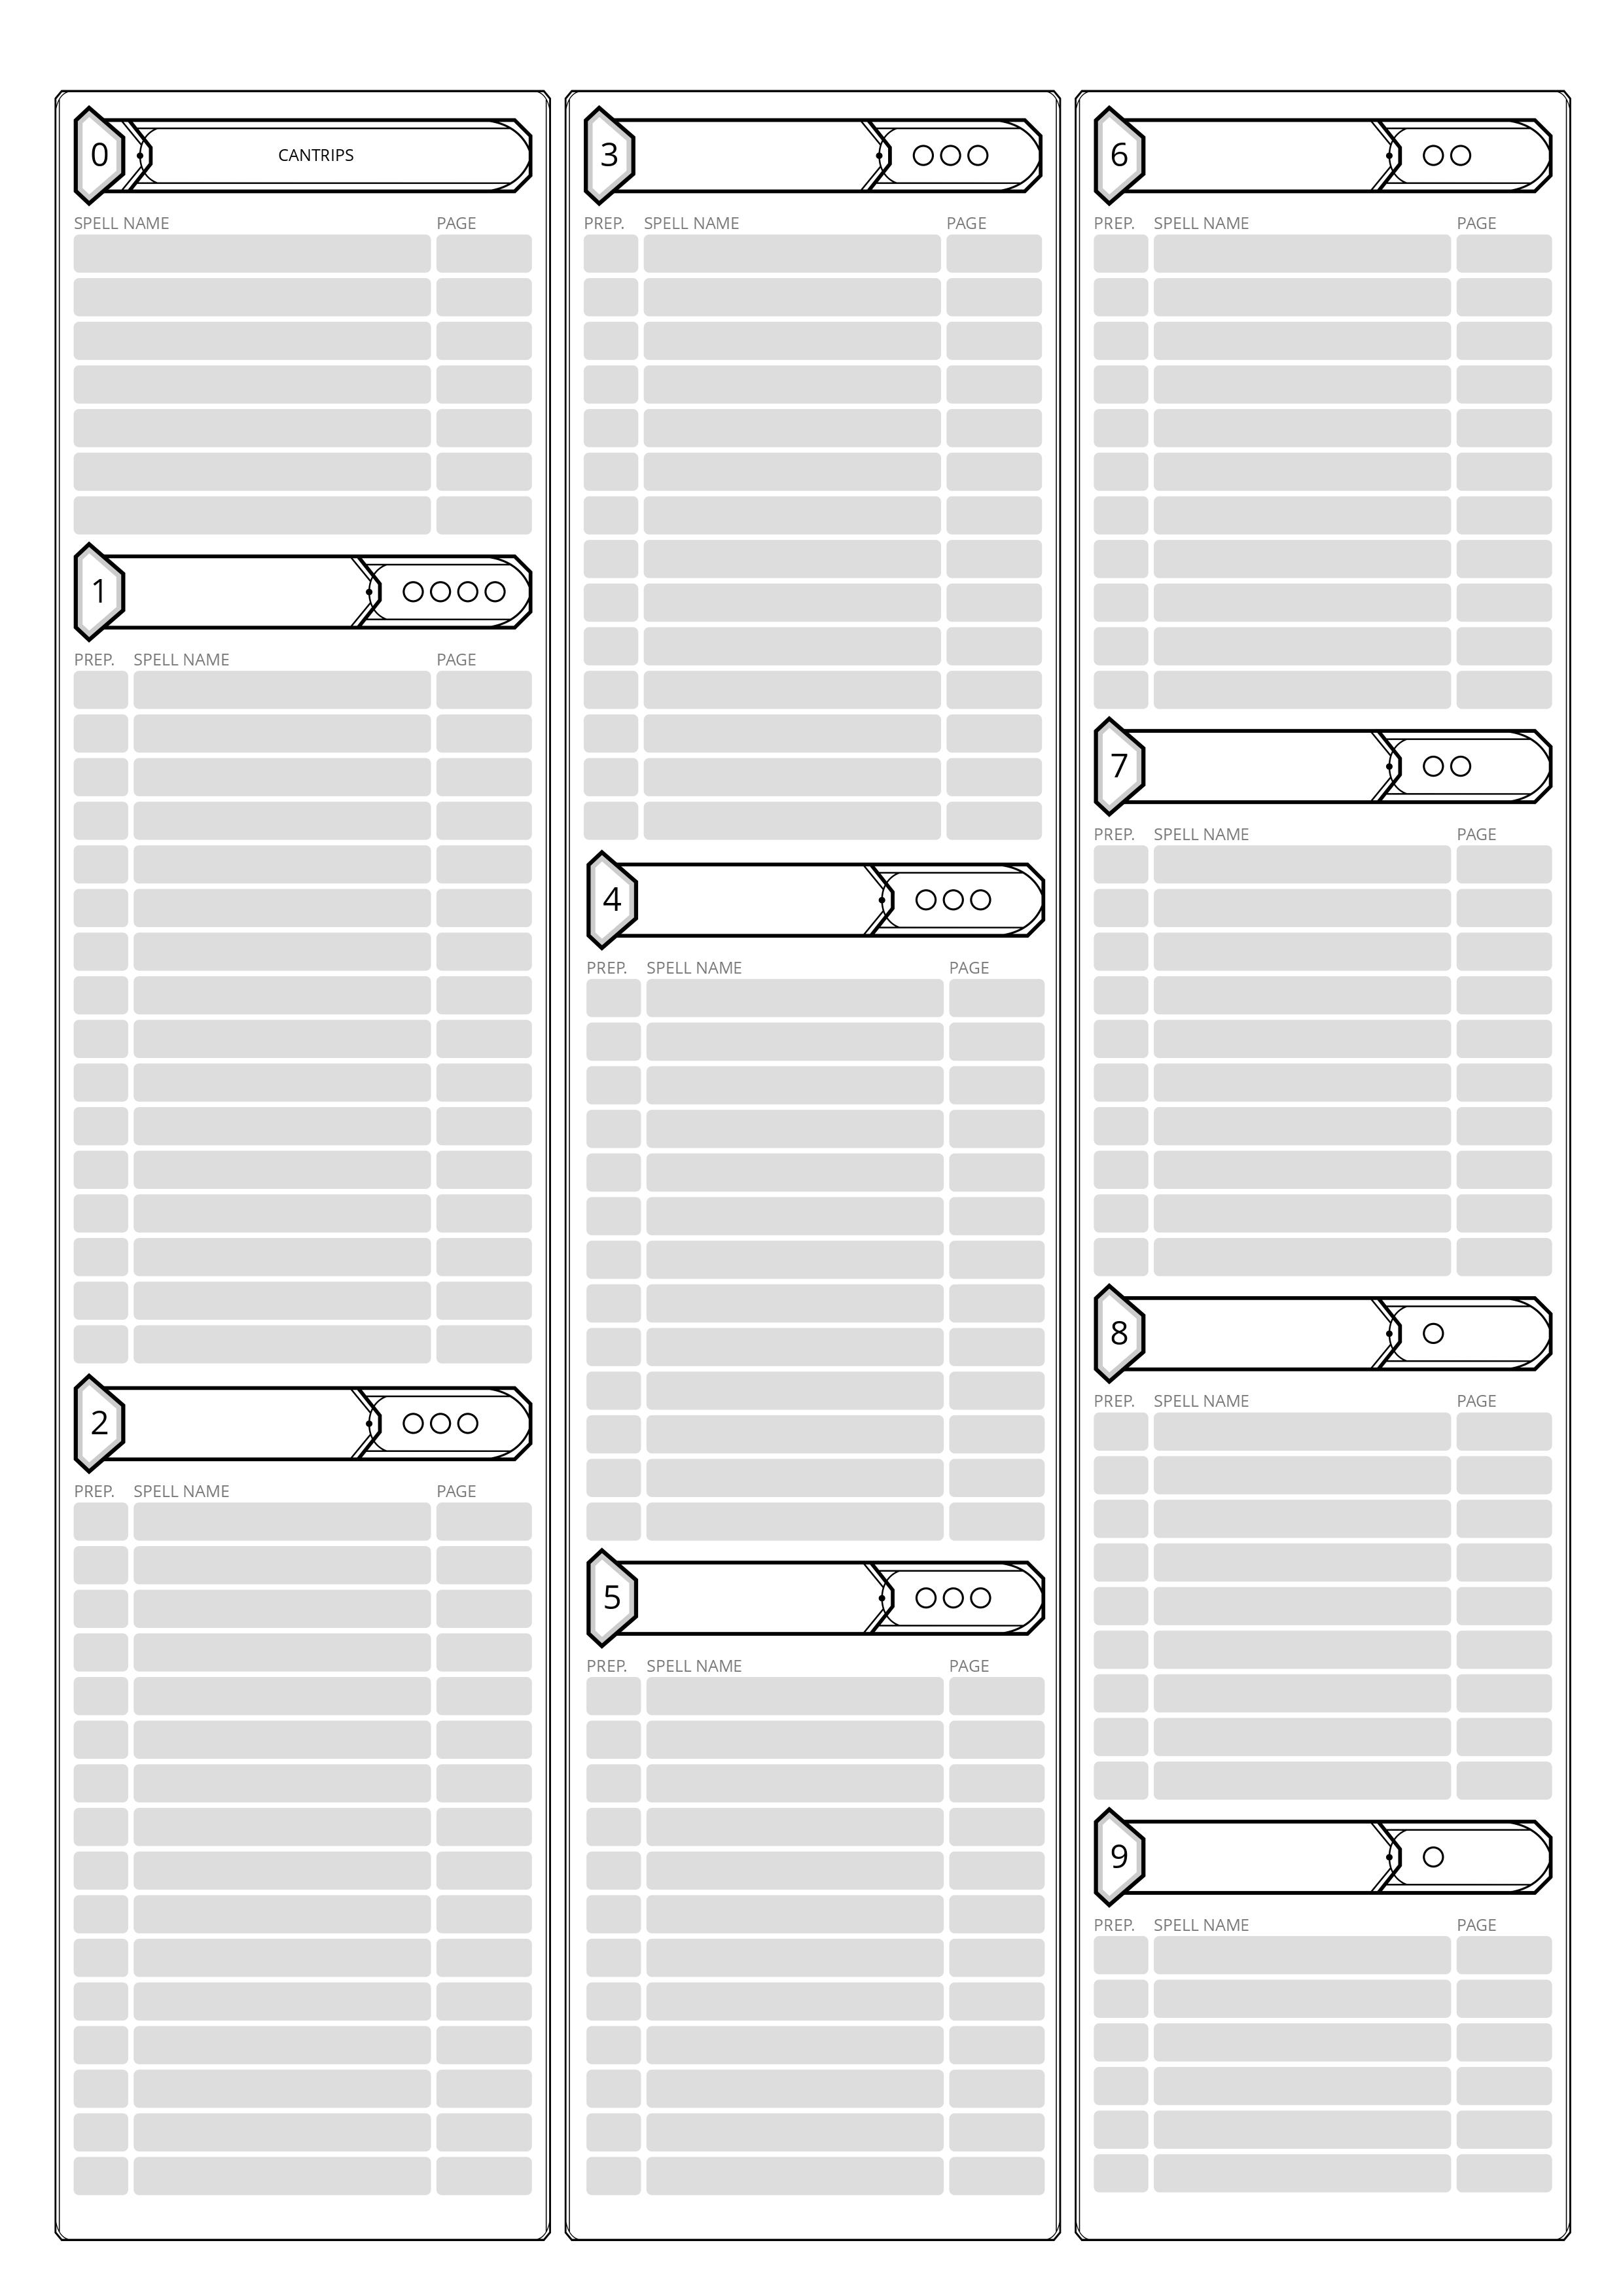 0 CANTRIPS
SPELL NAME PAGE
1
PREP. SPELL NAME PAGE
2
PREP. SPELL NAME PAGE
3
PREP. SPELL NAME PAGE
4
PREP. SPELL NAME PAGE
5
PREP. SPELL NAME PAGE
6
PREP. SPELL NAME PAGE
7
PREP. SPELL NAME PAGE
8
PREP. SPELL NAME PAGE
9
PREP. SPELL NAME PAGE